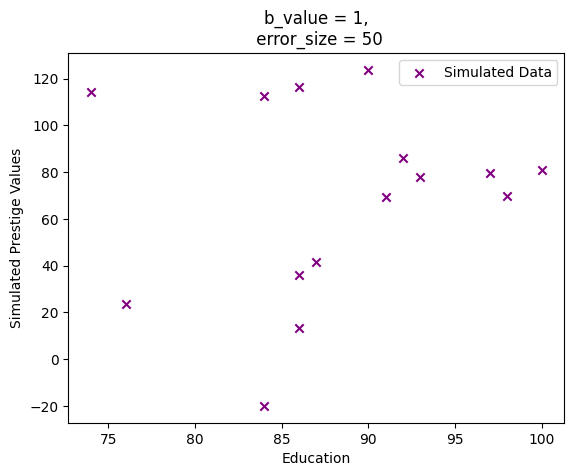 b_value = 1,
error_size = 50
Simulated Data
Simulated Prestige Values
120
100
80
60
40
20
0
−20
75
80
85
90
95
100
Education